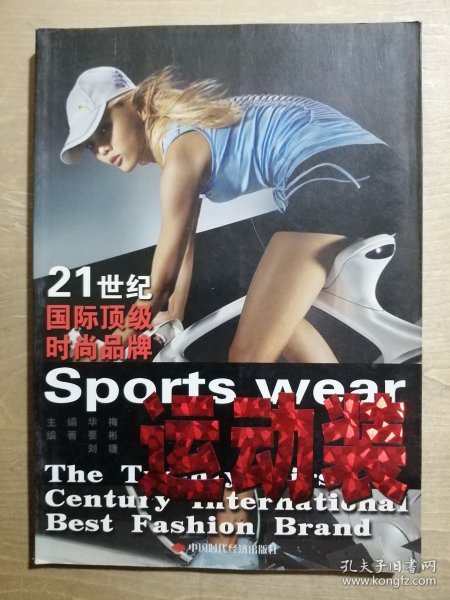 21世纪
国际顶级
时尚品牌
Sports wear
运动装
主 编 华 梅
编 著 要 彬
刘 婕
The Twenty First
Century International
Best Fashion Brand
中国时代经济出版社
孔夫子旧书网
www.kongfz.com